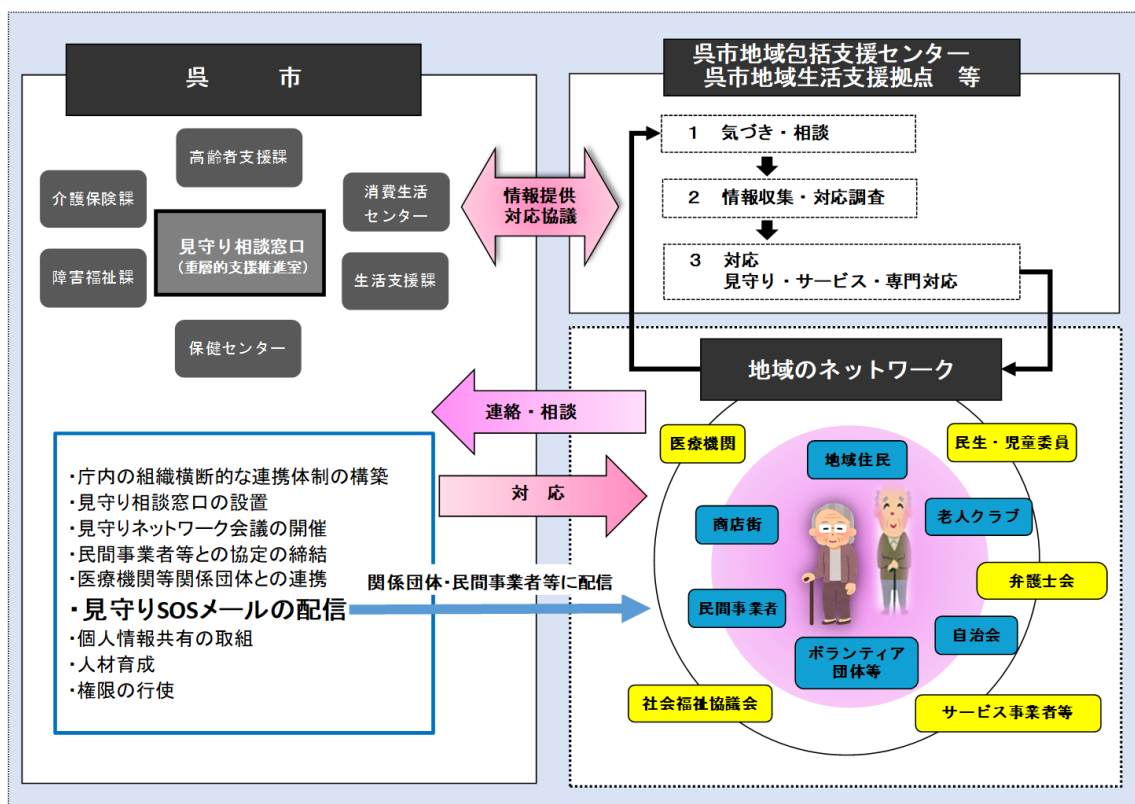 呉 市
高齢者支援課
介護保険課
消費生活
センター
見守り相談窓口
(重層的支援推進室)
障害福祉課
生活支援課
保健センター
情報提供
対応協議
呉市地域包括支援センター
呉市地域生活支援拠点 等
1 気づき・相談
2 情報収集・対応調査
3 対応
見守り・サービス・専門対応
連絡・相談
対 応
・庁内の組織横断的な連携体制の構築
・見守り相談窓口の設置
・見守りネットワーク会議の開催
・民間事業者等との協定の締結
・医療機関等関係団体との連携
・見守りSOSメールの配信
・個人情報共有の取組
・人材育成
・権限の行使
関係団体・民間事業者等に配信
地域のネットワーク
医療機関
民生・児童委員
地域住民
商店街
老人クラブ
弁護士会
民間事業者
自治会
ボランティア
団体等
社会福祉協議会
サービス事業者等